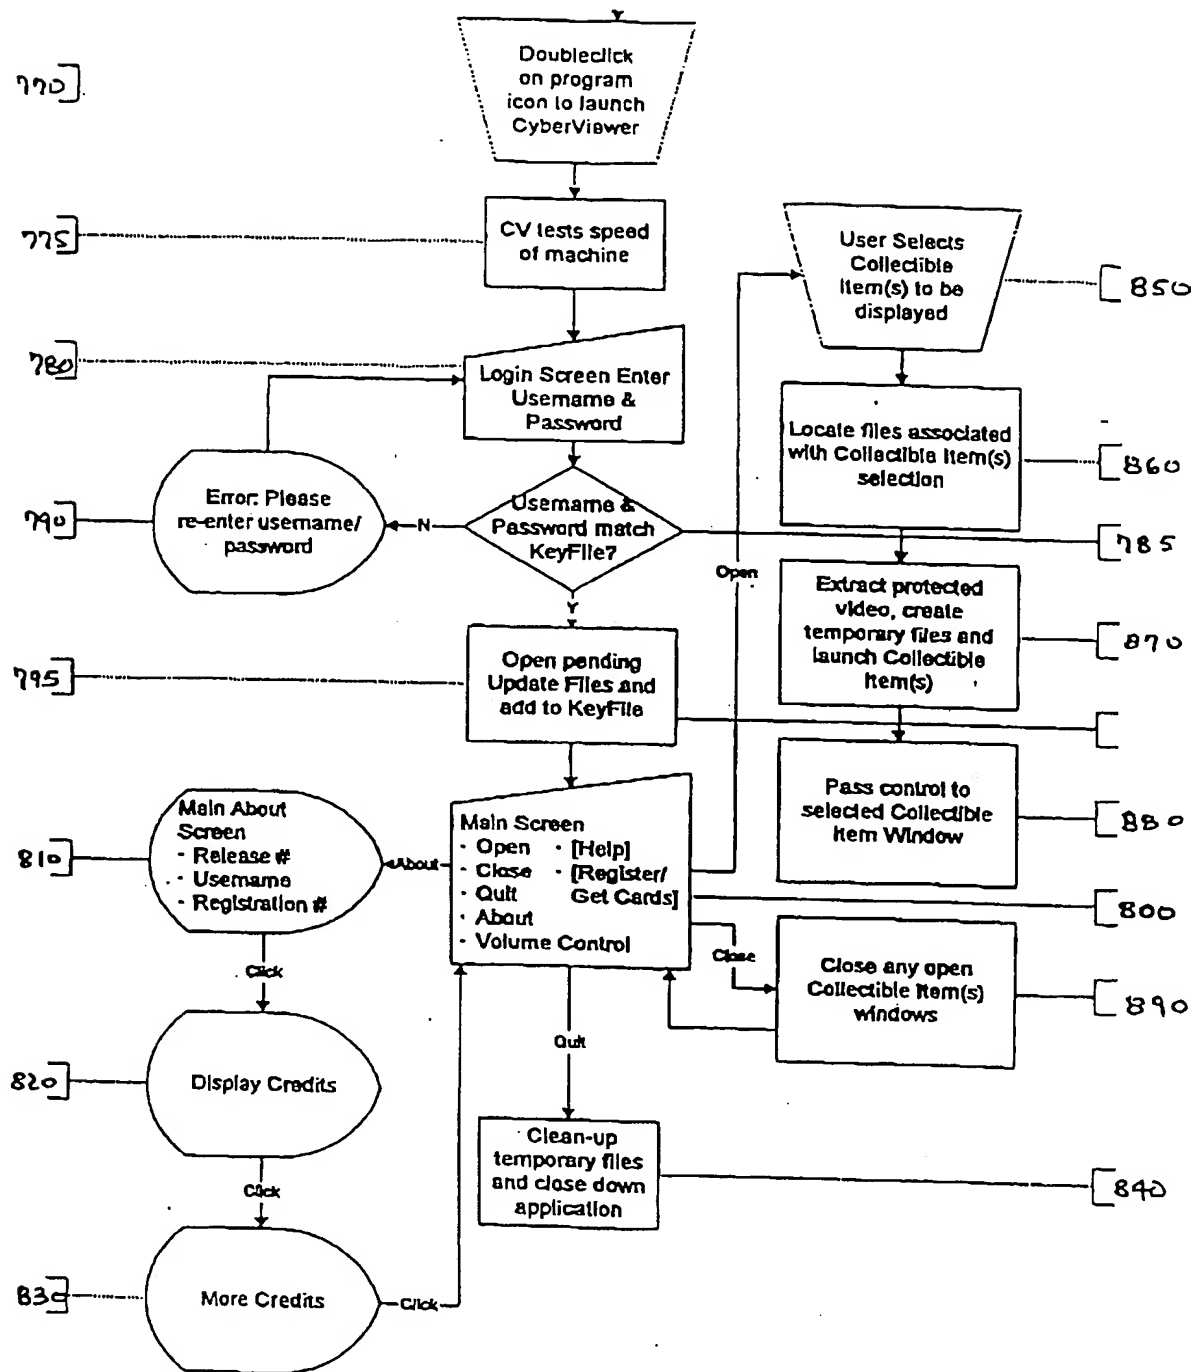 Doubleclick
on program
icon to launch
CyberViewer
770
CV tests speed
of machine
775
User Selects
Collectible
Item(s) to be
displayed
850
780
Login Screen Enter
Username &
Password
Locate files associated
with Collectible Item(s)
selection
860
790
Error: Please
re-enter username/
password
N
Username &
Password match
KeyFile?
785
Y
Open
Extract protected
video, create
temporary files and
launch Collectible
Item(s)
870
795
Open pending
Update Files and
add to KeyFile
Pass control to
selected Collectible
Item Window
880
810
Main About
Screen
- Release #
- Username
- Registration #
About
Main Screen
- Open - [Help]
- Close - [Register/
- Quit Get Cards]
- About
- Volume Control
800
Close
Close any open
Collectible Item(s)
windows
890
Click
Quit
820
Display Credits
Clean-up
temporary files
and close down
application
840
Click
830
More Credits
Click